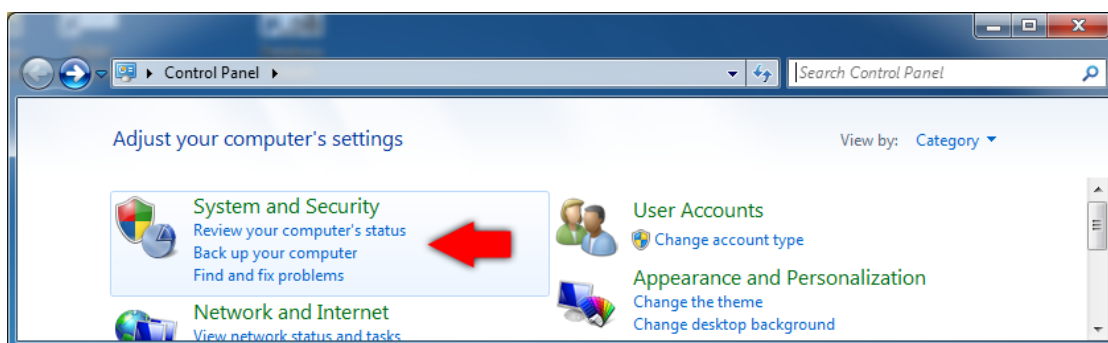 Control Panel
Search Control Panel
Adjust your computer's settings
View by: Category
System and Security
Review your computer's status
Back up your computer
Find and fix problems
Network and Internet
View network status and tasks
User Accounts
Change account type
Appearance and Personalization
Change the theme
Change desktop background